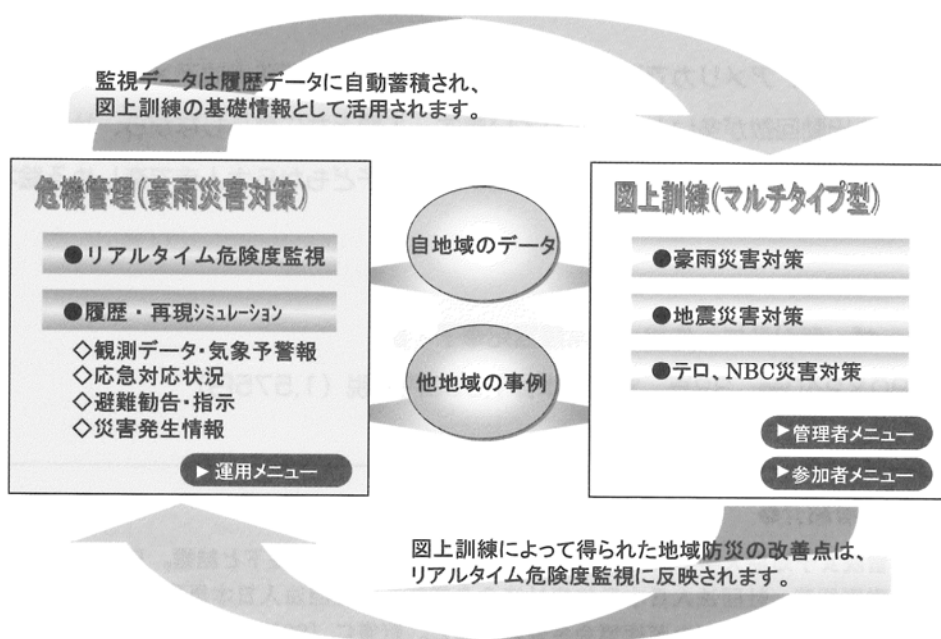 監視データは履歴データに自動蓄積され、
図上訓練の基礎情報として活用されます。
危機管理(豪雨災害対策)
●リアルタイム危険度監視
●履歴・再現シミュレーション
◇観測データ・気象予警報
◇応急対応状況
◇避難勧告・指示
◇災害発生情報
▶運用メニュー
自地域のデータ
他地域の事例
図上訓練(マルチタイプ型)
●豪雨災害対策
●地震災害対策
●テロ、NBC災害対策
▶管理者メニュー
▶参加者メニュー
図上訓練によって得られた地域防災の改善点は、
リアルタイム危険度監視に反映されます。